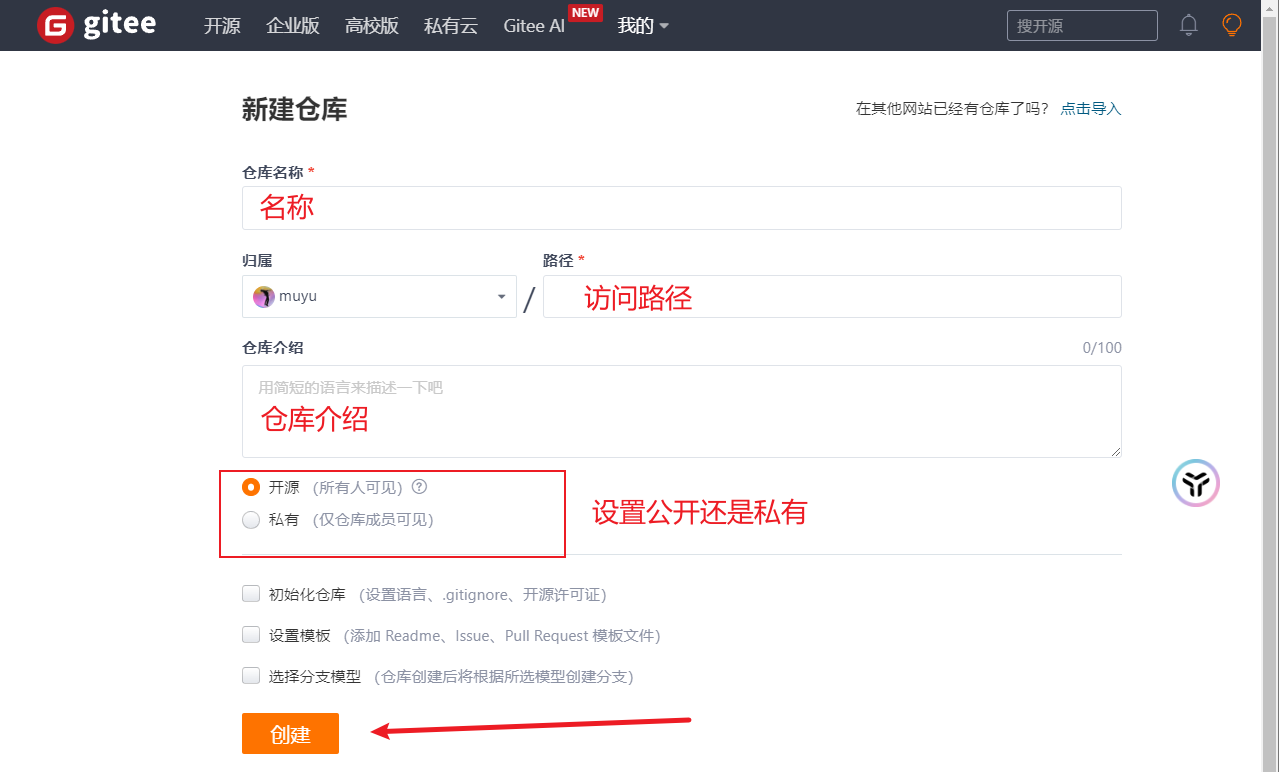 gitee 开源 企业版 高校版 私有云 Gitee AI NEW 我的 搜开源
新建仓库 在其他网站已经有仓库了吗？ 点击导入
仓库名称 *
名称
归属 路径 *
muyu / 访问路径
仓库介绍 0/100
用简短的语言来描述一下吧
仓库介绍
开源 (所有人可见) ?
设置公开还是私有
私有 (仅仓库成员可见)
初始化仓库 (设置语言、.gitignore、开源许可证)
设置模板 (添加 Readme、Issue、Pull Request 模板文件)
选择分支模型 (仓库创建后将根据所选模型创建分支)
创建